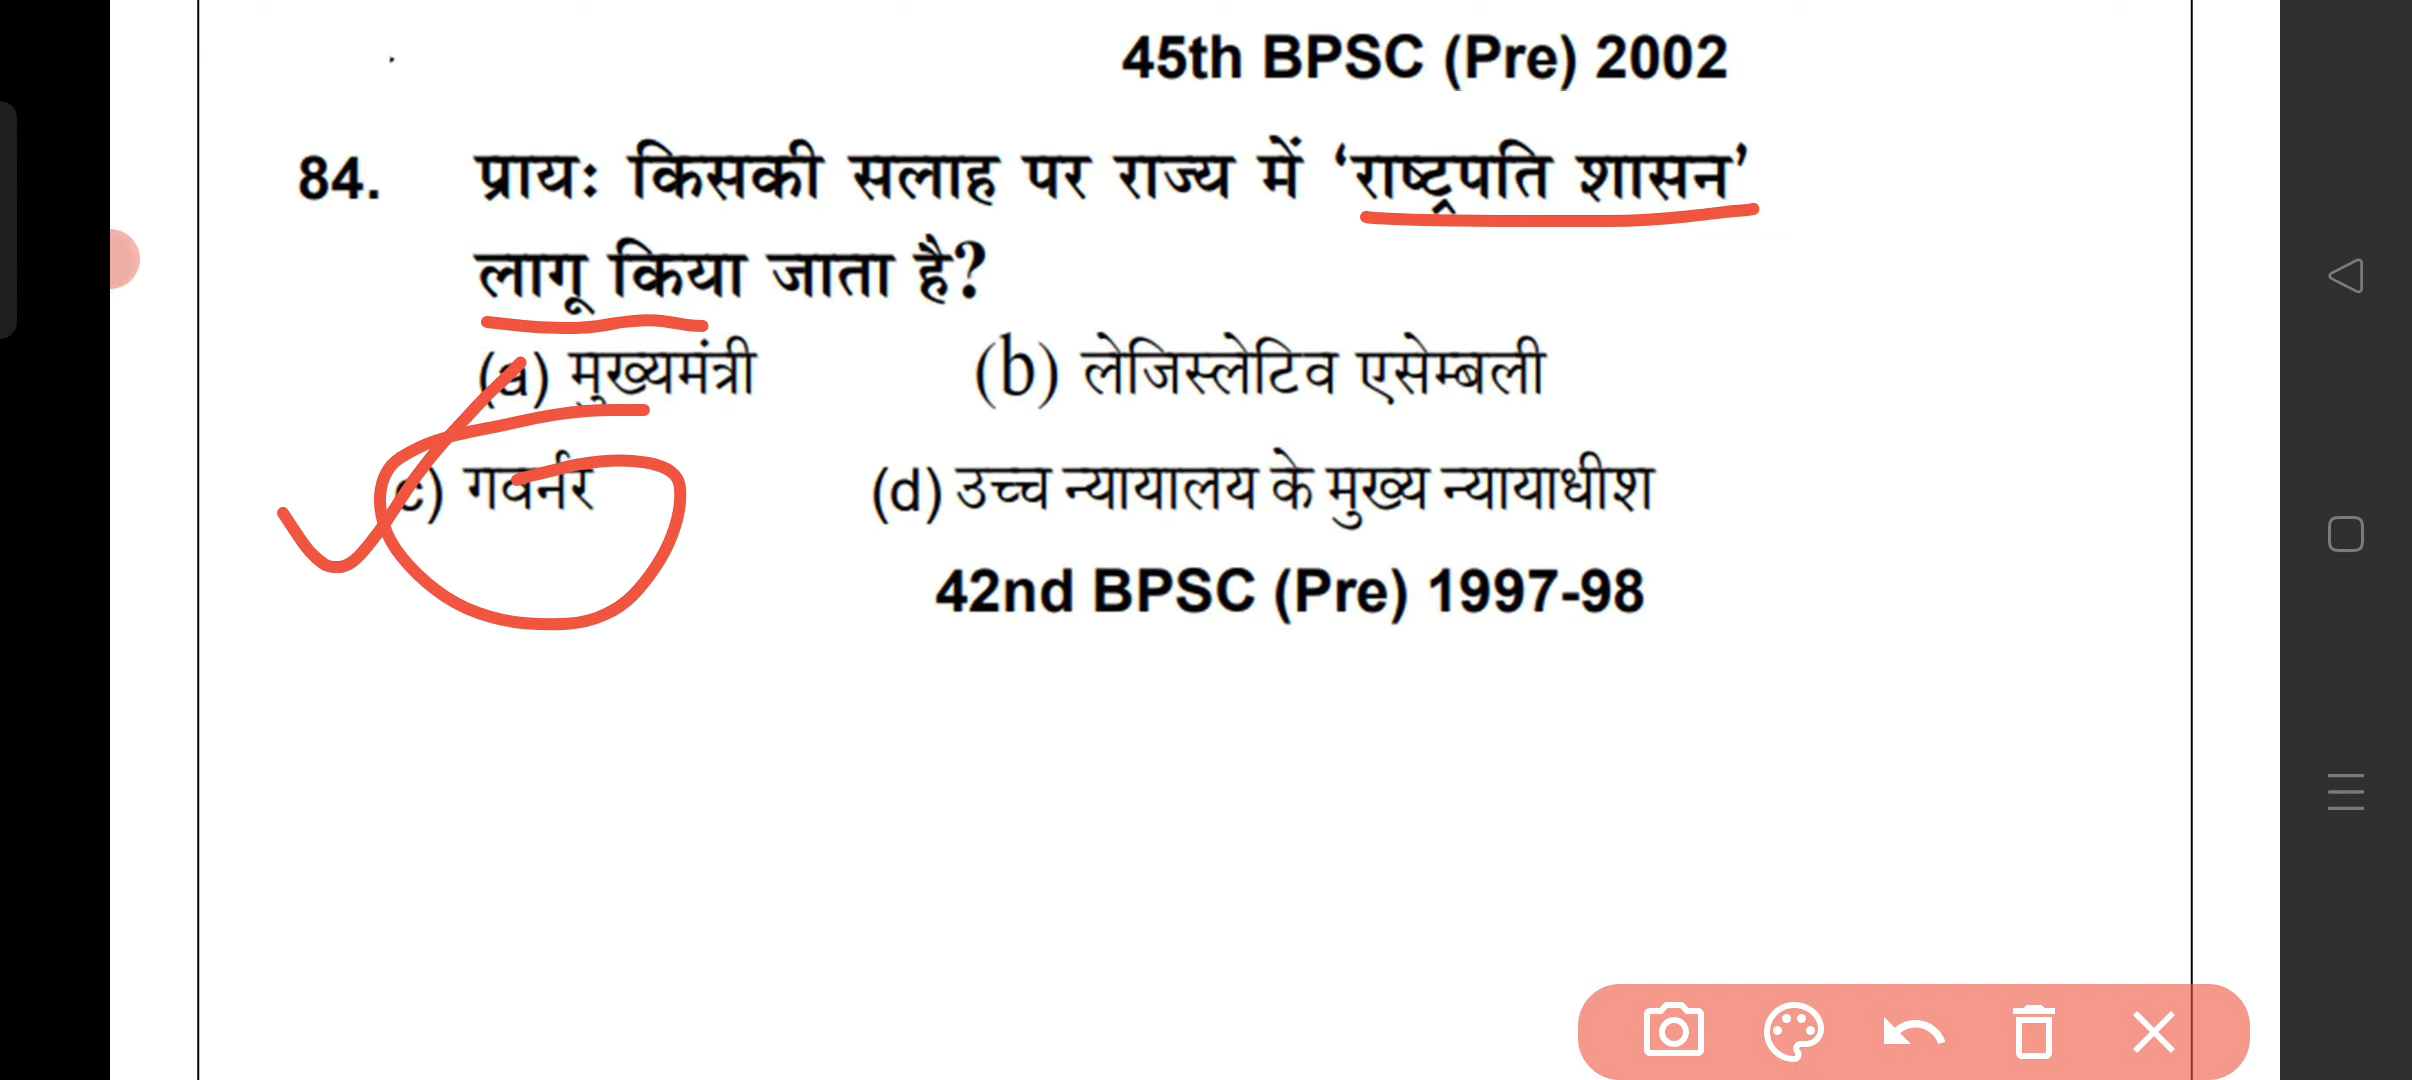 45th BPSC (Pre) 2002
84. प्रायः किसकी सलाह पर राज्य में ‘राष्ट्रपति शासन’
लागू किया जाता है?
(a) मुख्यमंत्री (b) लेजिस्लेटिव एसेम्बली
(c) गवर्नर (d) उच्च न्यायालय के मुख्य न्यायाधीश
42nd BPSC (Pre) 1997-98